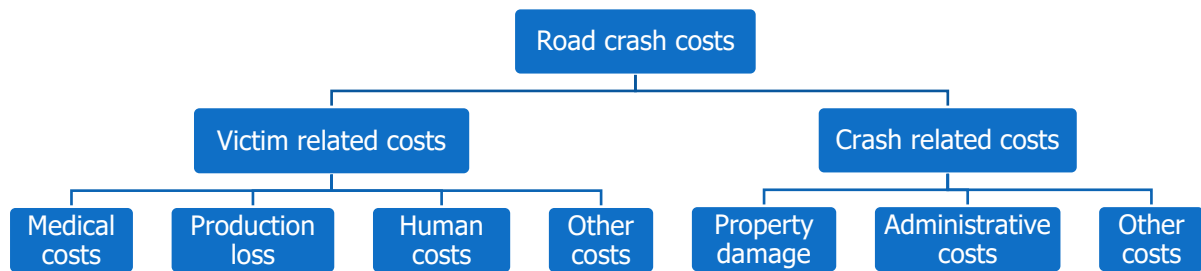 Road crash costs
Victim related costs
Crash related costs
Medical
costs
Production
loss
Human
costs
Other
costs
Property
damage
Administrative
costs
Other
costs